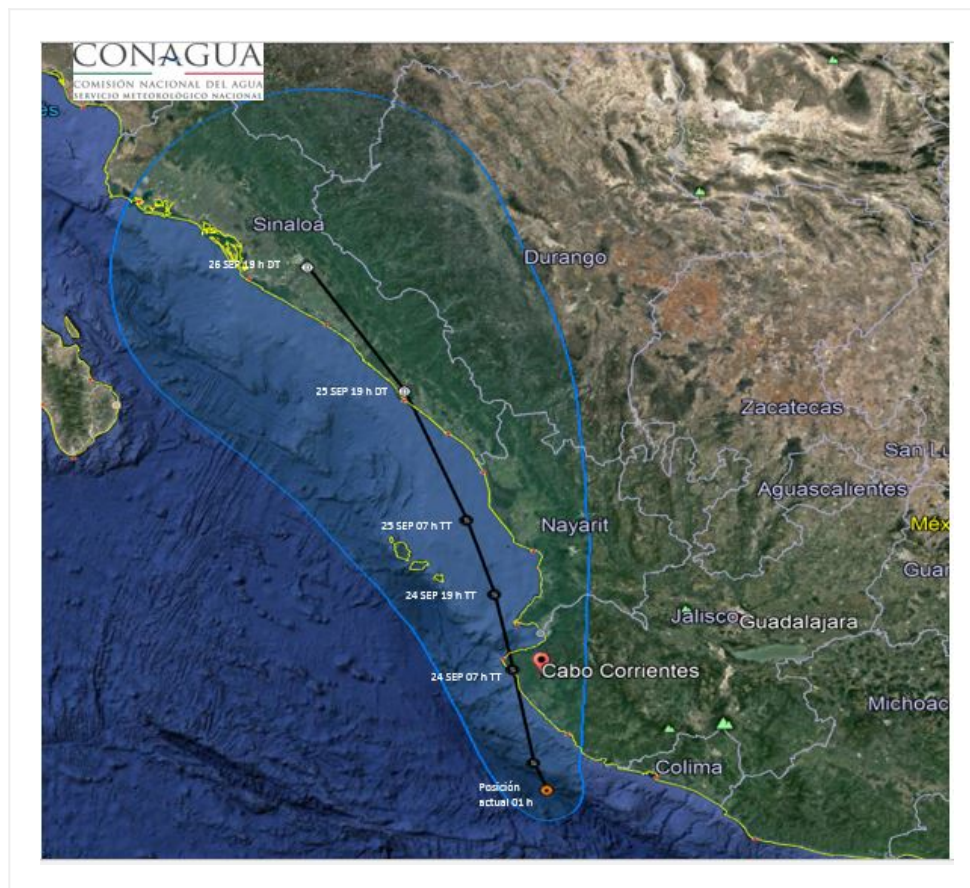 CONAGUA
COMISIÓN NACIONAL DEL AGUA
SERVICIO METEOROLÓGICO NACIONAL
Sinaloa
26 SEP 19 h DT
Durango
25 SEP 19 h DT
Zacatecas
San Lu
Aguascalientes
25 SEP 07 h TT
Nayarit
Méx
Guar
24 SEP 19 h TT
Jalisco
Guadalajara
24 SEP 07 h TT
Cabo Corrientes
Michoac
Colima
Posición
actual 01 h